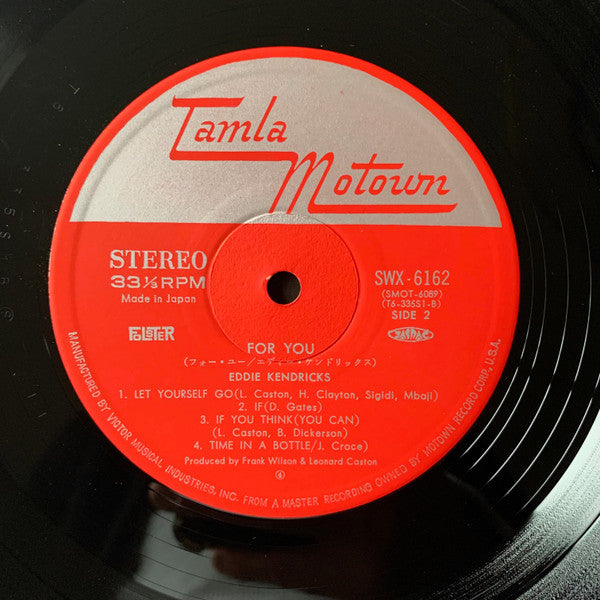 Tamla
Motown
STEREO
33⅓RPM
Made in Japan
SWX-6162
(SMOT-6089)
(T6-335S1-B)
SIDE 2
FOLSTER
JASRAC
FOR YOU
(フォー・ユー/エディー・ケンドリックス)
EDDIE KENDRICKS
1. LET YOURSELF GO(L. Caston, H. Clayton, Sigidi, Mbaji)
2. IF(D. Gates)
3. IF YOU THINK(YOU CAN)
(L. Caston, B. Dickerson)
4. TIME IN A BOTTLE/J. Croce)
Produced by Frank Wilson & Leonard Caston
MANUFACTURED BY VICTOR MUSICAL INDUSTRIES, INC. FROM A MASTER RECORDING OWNED BY MOTOWN RECORD CORP., U.S.A.